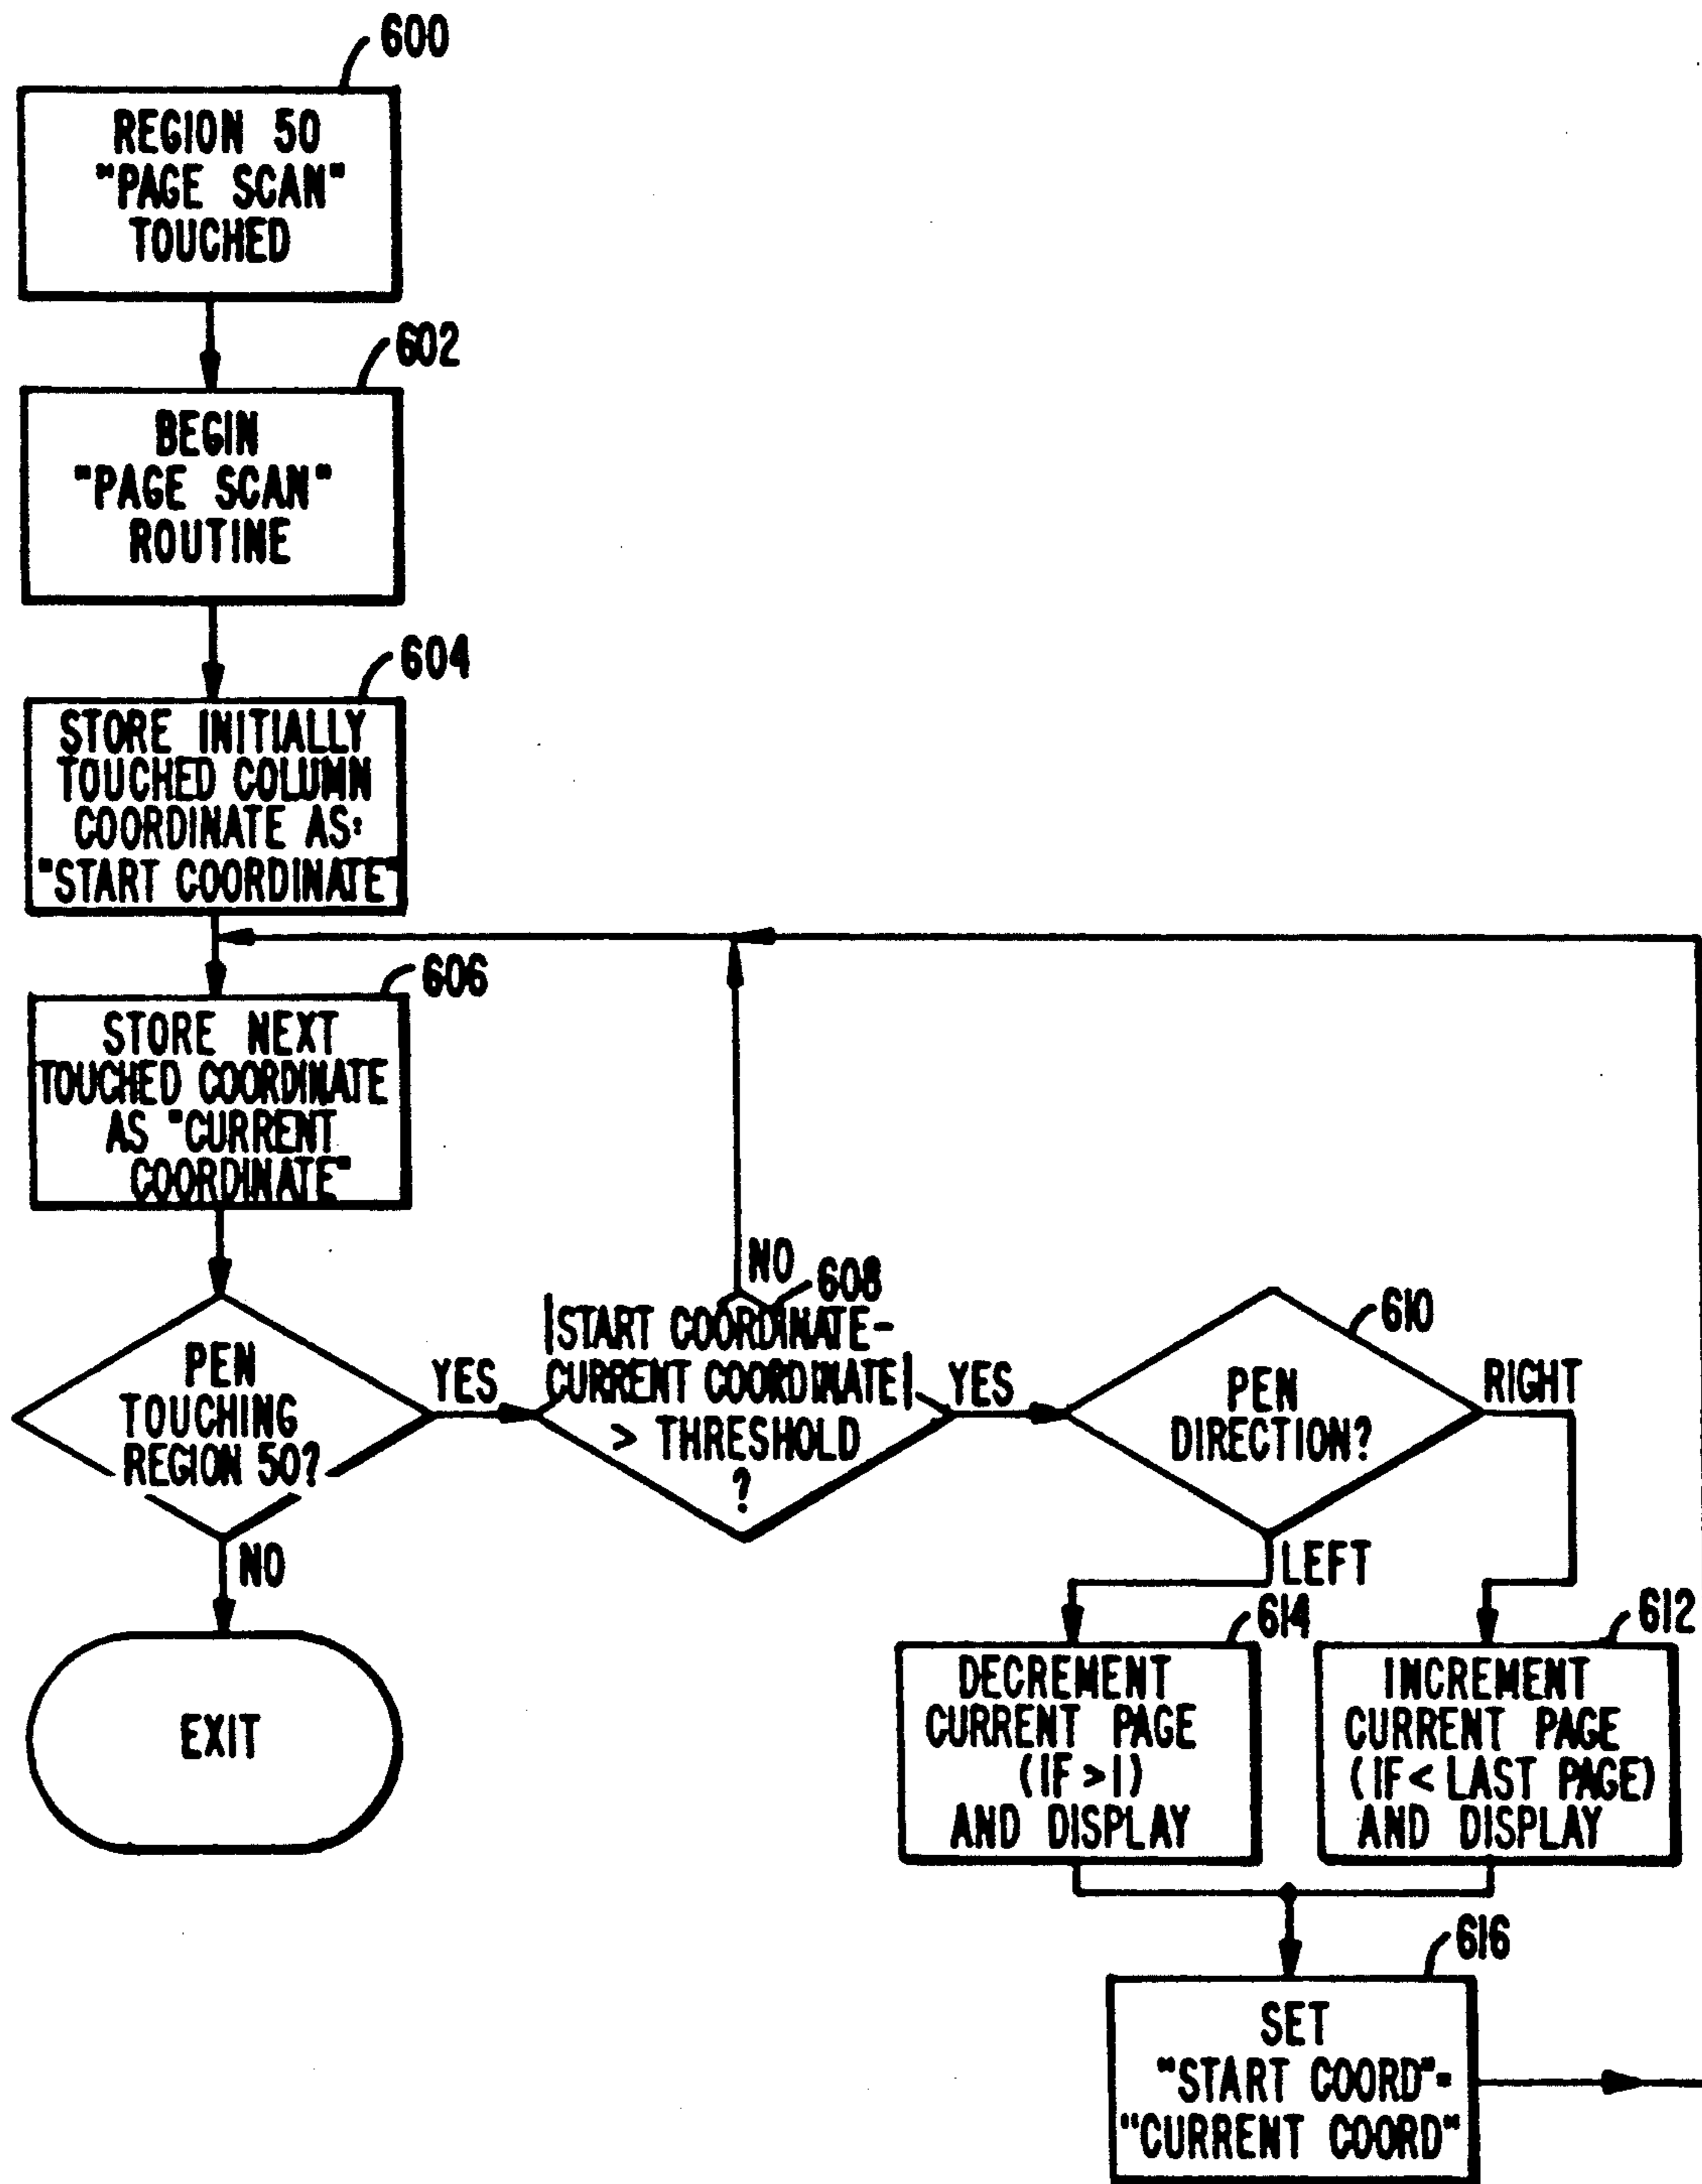 600
REGION 50
"PAGE SCAN"
TOUCHED
602
BEGIN
"PAGE SCAN"
ROUTINE
604
STORE INITIALLY
TOUCHED COLUMN
COORDINATE AS:
"START COORDINATE"
606
STORE NEXT
TOUCHED COORDINATE
AS "CURRENT
COORDINATE"
PEN
TOUCHING
REGION 50?
YES
NO
EXIT
NO
608
|START COORDINATE-
CURRENT COORDINATE|
> THRESHOLD
?
YES
610
PEN
DIRECTION?
RIGHT
LEFT
614
DECREMENT
CURRENT PAGE
(IF >1)
AND DISPLAY
612
INCREMENT
CURRENT PAGE
(IF < LAST PAGE)
AND DISPLAY
616
SET
"START COORD"=
"CURRENT COORD"